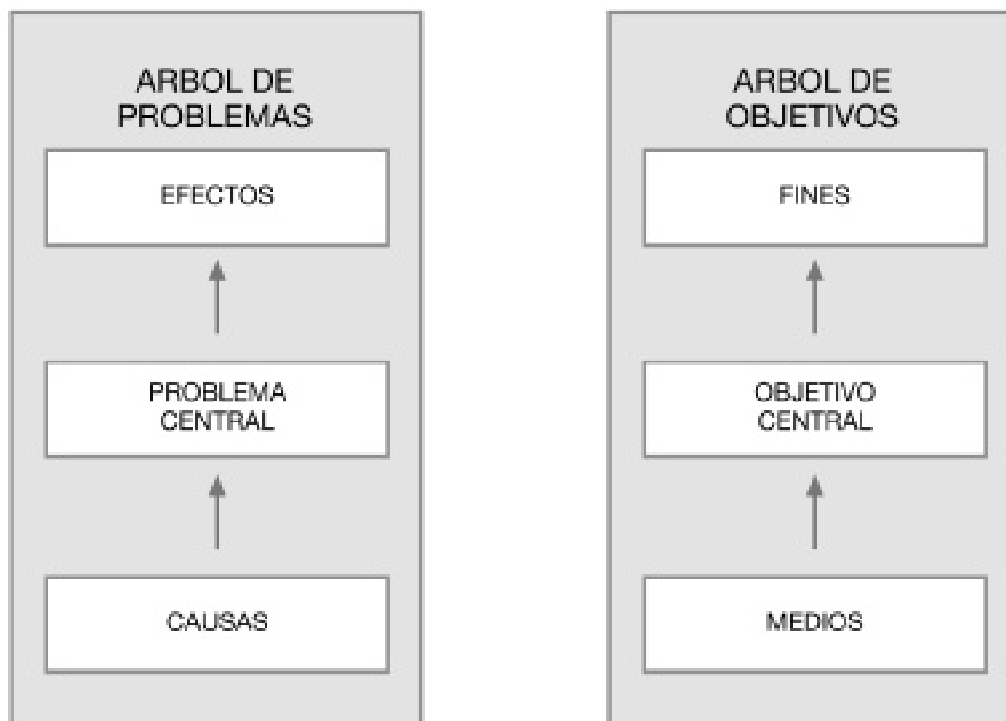 ARBOL DE
PROBLEMAS
EFECTOS
PROBLEMA
CENTRAL
CAUSAS
ARBOL DE
OBJETIVOS
FINES
OBJETIVO
CENTRAL
MEDIOS